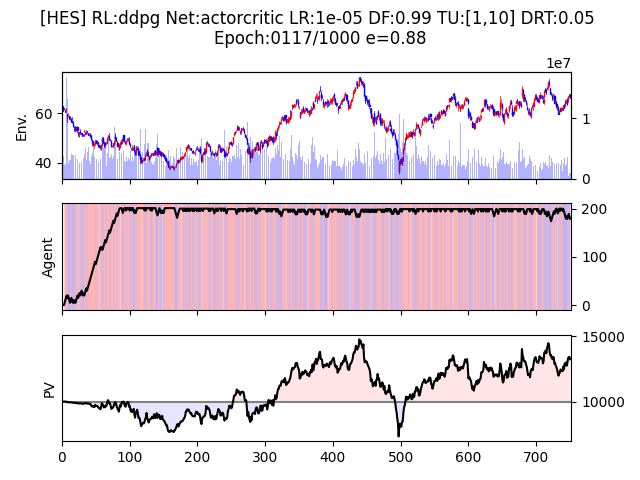 [HES] RL:ddpg Net:actorcritic LR:1e-05 DF:0.99 TU:[1,10] DRT:0.05
Epoch:0117/1000 e=0.88
1e7
Env.
60
40
1
0
Agent
200
100
0
PV
15000
10000
0 100 200 300 400 500 600 700